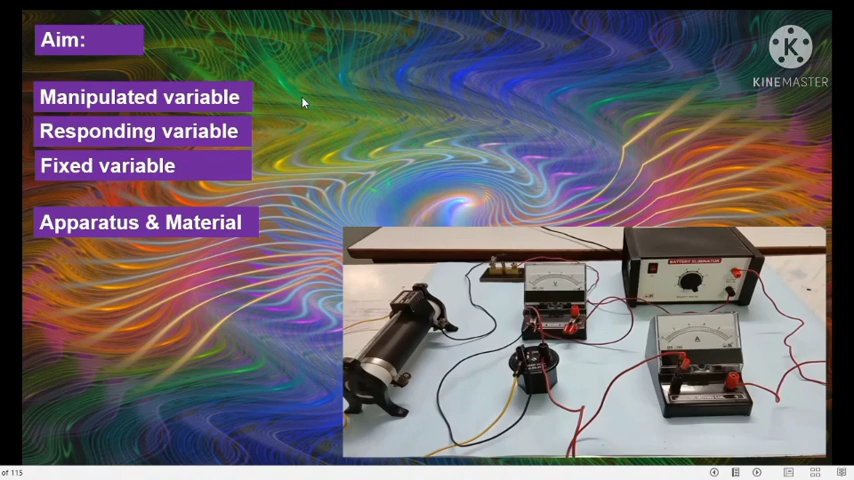 Aim:
KINEMASTER
Manipulated variable
Responding variable
Fixed variable
Apparatus & Material
BATTERY ELIMINATOR
V
A
of 115